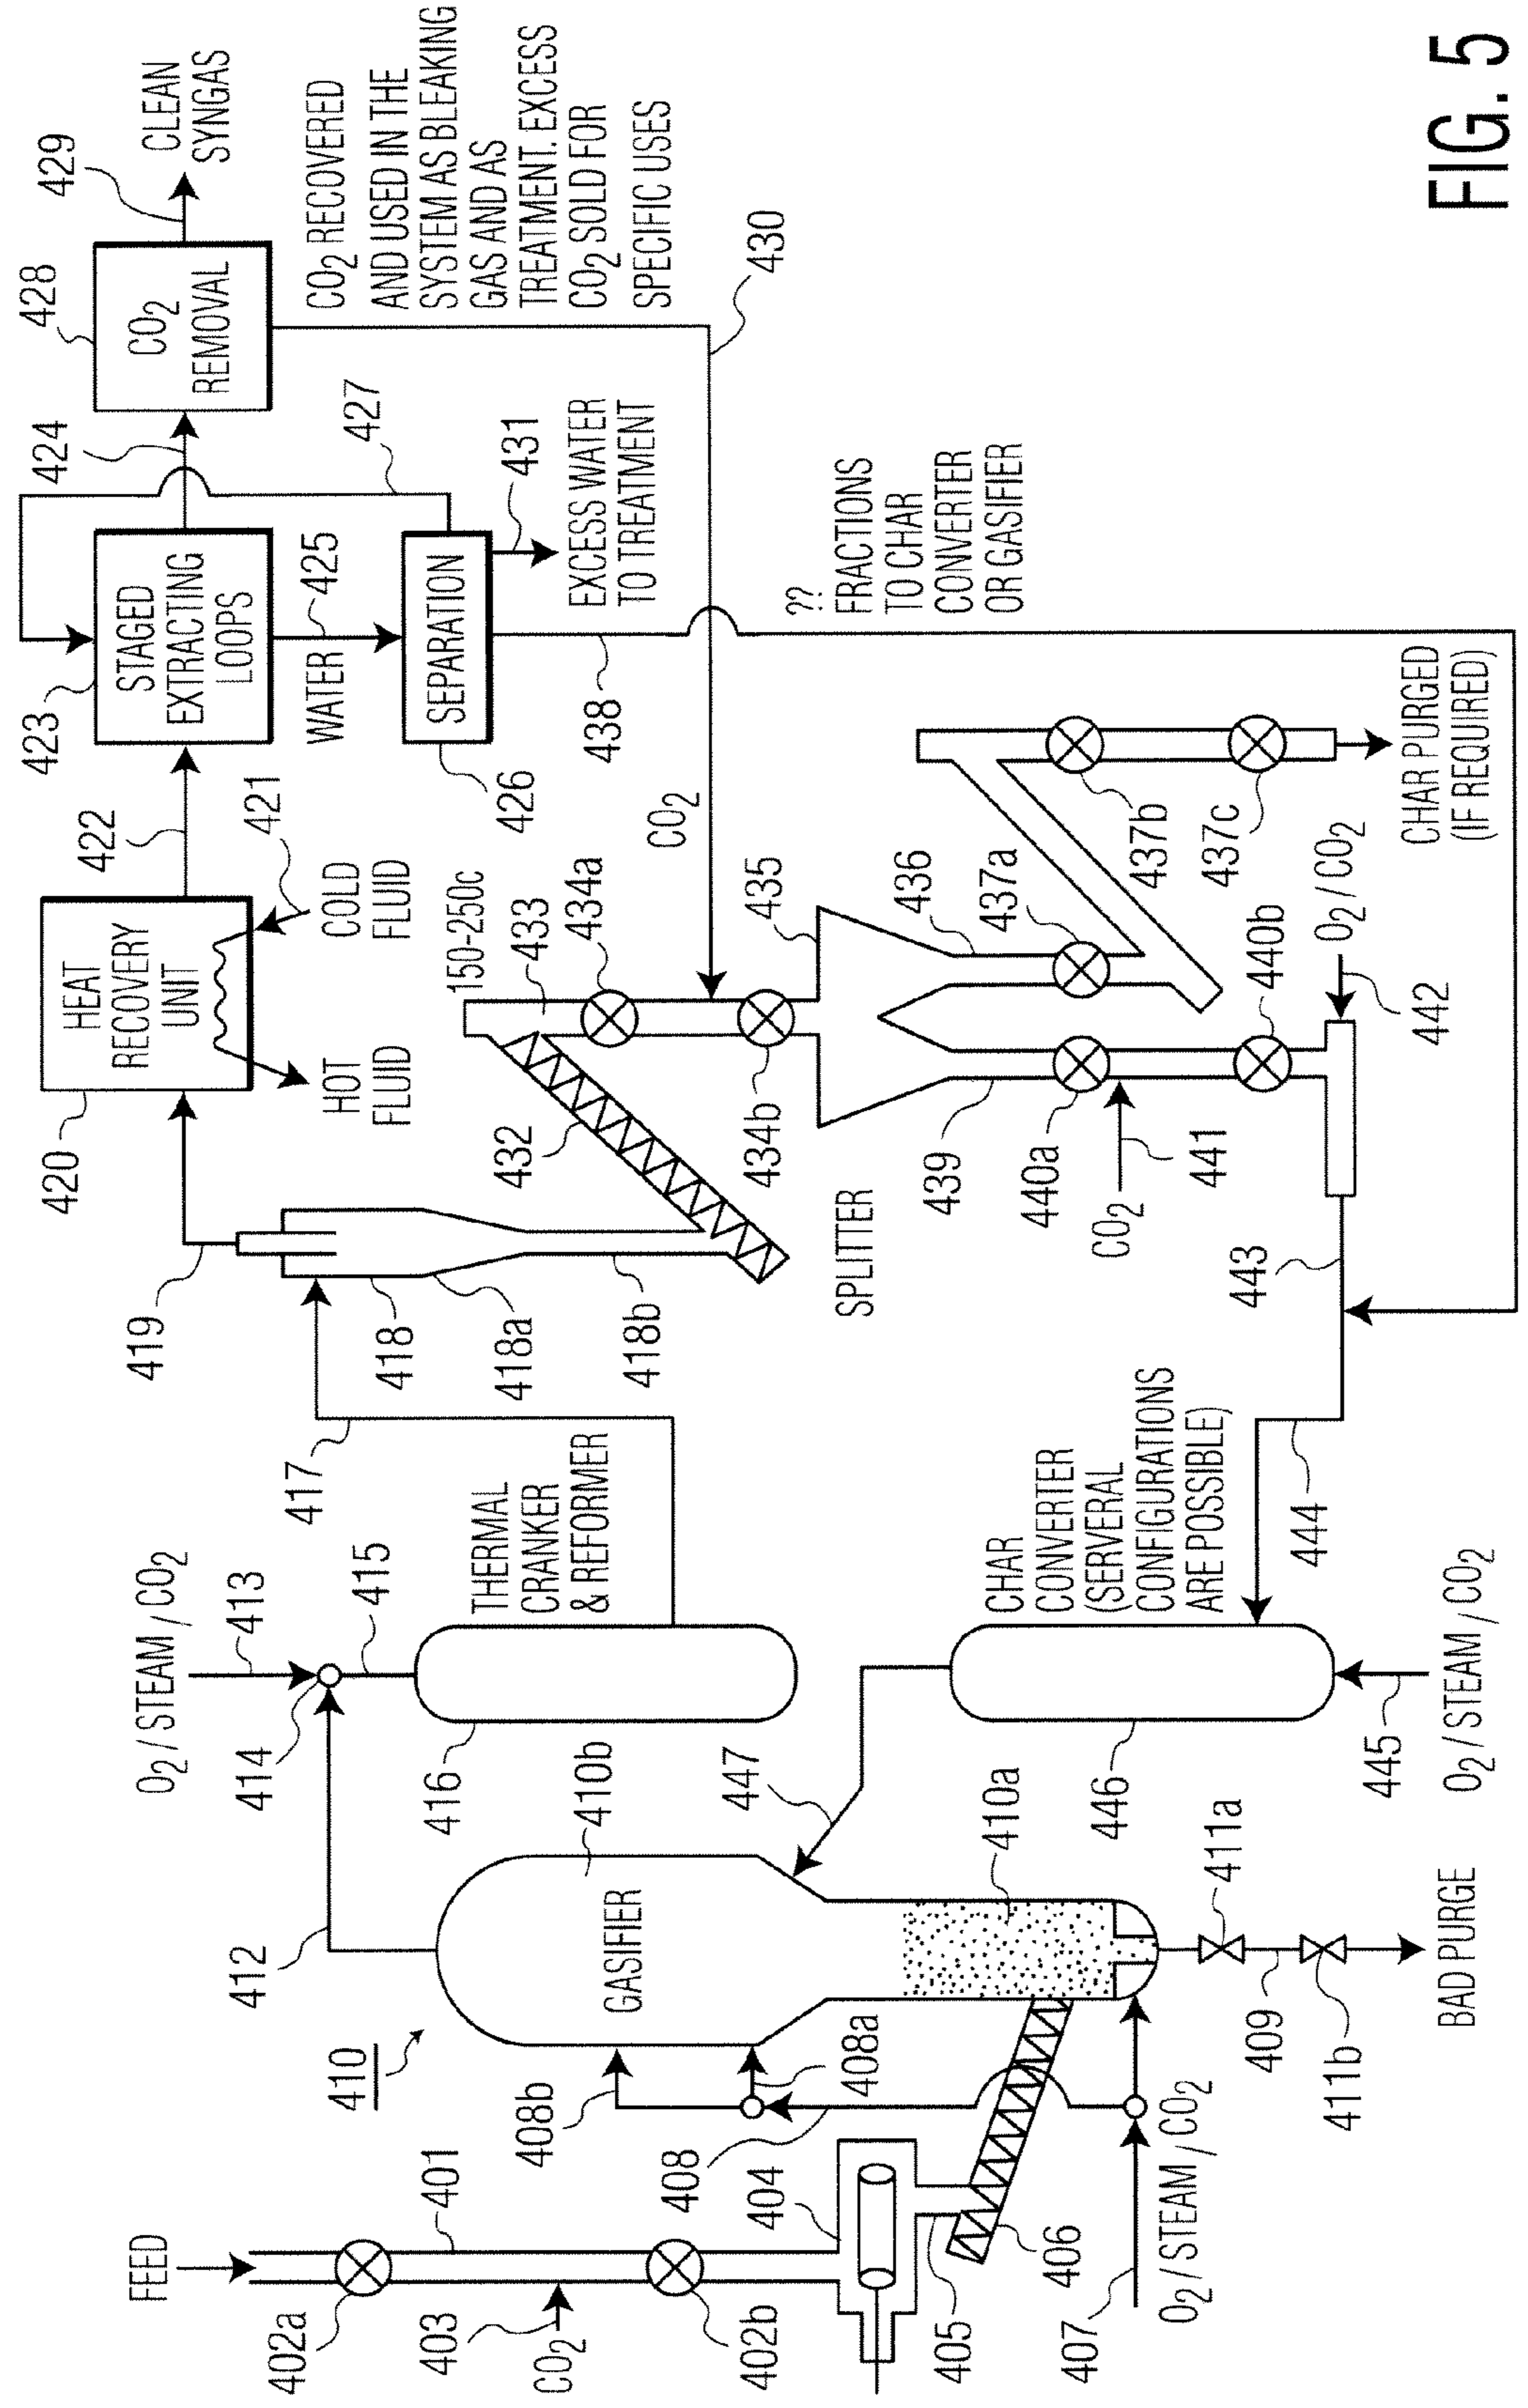 FEED
402a
401
403
CO2
402b
404
405
406
407
O2 / STEAM / CO2
408
408a
408b
410
GASIFIER
410b
410a
409
411a
411b
BAD PURGE
412
O2 / STEAM / CO2
413
414
415
416
THERMAL
CRANKER
& REFORMER
417
447
CHAR
CONVERTER
(SERVERAL
CONFIGURATIONS
ARE POSSIBLE)
446
445
O2 / STEAM / CO2
444
443
419
418
418a
418b
420
HEAT
RECOVERY
UNIT
HOT
FLUID
COLD
FLUID
421
422
423
STAGED
EXTRACTING
LOOPS
424
WATER
425
SEPARATION
426
427
428
CO2
REMOVAL
429
CLEAN
SYNGAS
CO2 RECOVERED
AND USED IN THE
SYSTEM AS BLEAKING
GAS AND AS
TREATMENT. EXCESS
CO2 SOLD FOR
SPECIFIC USES
430
431
EXCESS WATER
TO TREATMENT
438
??
FRACTIONS
TO CHAR
CONVERTER
OR GASIFIER
CO2
150-250c
432
433
434a
434b
SPLITTER
435
436
437a
437b
437c
CHAR PURGED
(IF REQUIRED)
439
440a
CO2
441
440b
O2 / CO2
442
FIG. 5